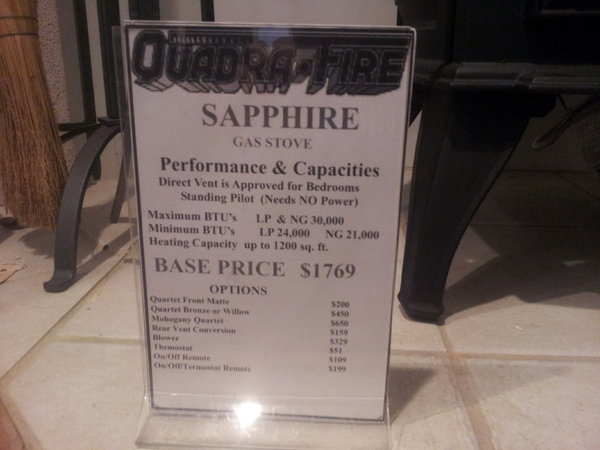 QUADRA-FIRE
SAPPHIRE
GAS STOVE
Performance & Capacities
Direct Vent is Approved for Bedrooms
Standing Pilot (Needs NO Power)
Maximum BTU's LP & NG 30,000
Minimum BTU's LP 24,000 NG 21,000
Heating Capacity up to 1200 sq. ft.
BASE PRICE $1769
OPTIONS
Quartet Front Matte $200
Quartet Bronze or Willow $450
Mohogany Quartet $650
Rear Vent Conversion $159
Blower $329
Themostat $51
On/Off Remote $109
On/Off/Termostat Remote $199